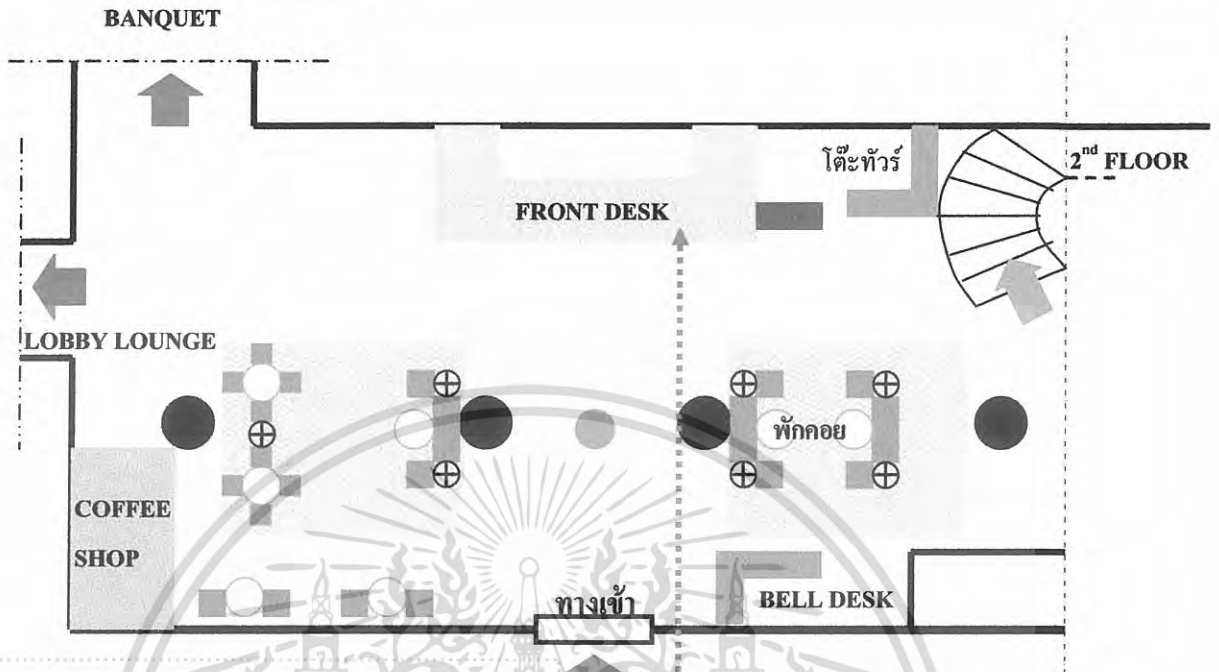 BANQUET
โต๊ะทัวร์
2nd FLOOR
FRONT DESK
LOBBY LOUNGE
พักคอย
COFFEE
SHOP
ทางเข้า
BELL DESK